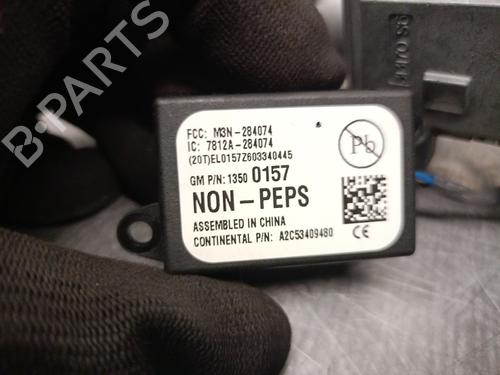 FCC: M3N-284074
IC: 7812A-284074
(20T)EL0157Z603340445
GM P/N: 1350 0157
NON-PEPS
ASSEMBLED IN CHINA
CONTINENTAL P/N: A2C53409480
Pb
CE